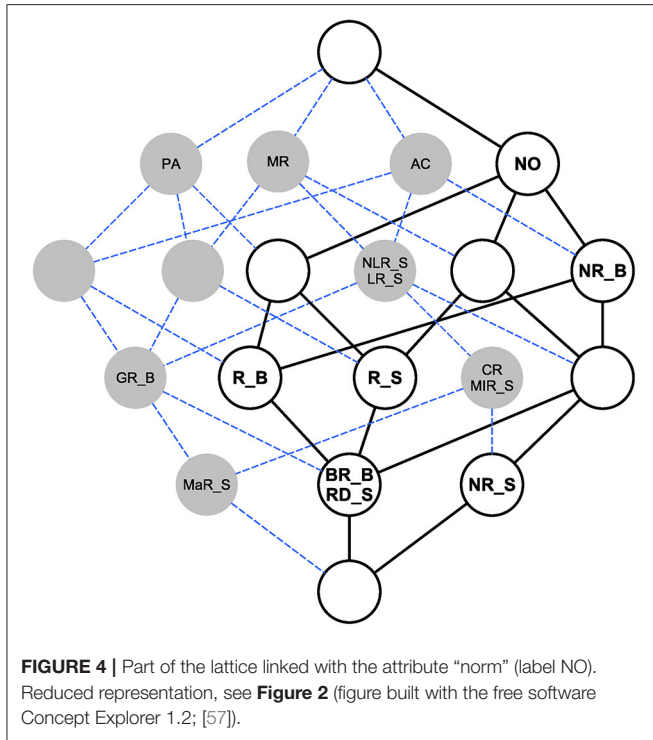 PA
MR
AC
NO
NLR_S
LR_S
NR_B
GR_B
R_B
R_S
CR
MIR_S
MaR_S
BR_B
RD_S
NR_S
FIGURE 4 | Part of the lattice linked with the attribute “norm” (label NO).
Reduced representation, see Figure 2 (figure built with the free software
Concept Explorer 1.2; [57]).